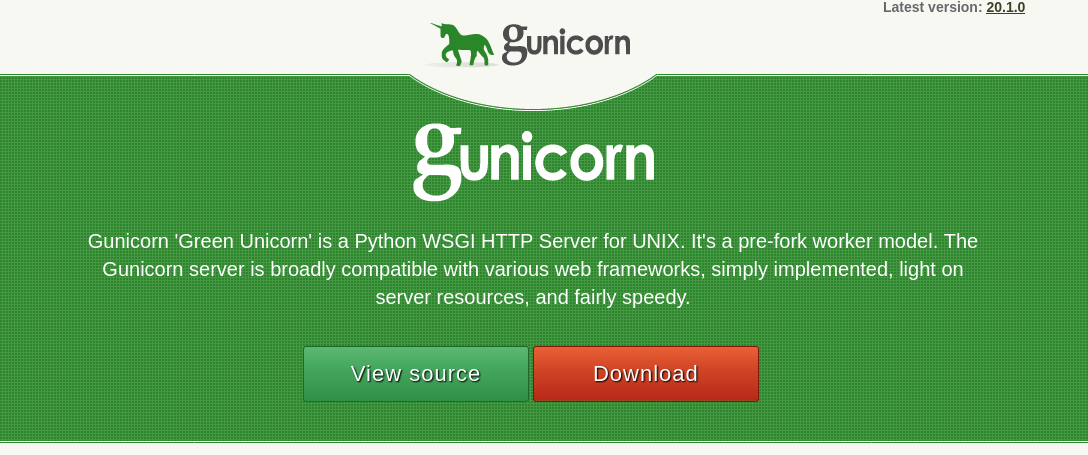 Latest version: 20.1.0
gunicorn
gunicorn
Gunicorn 'Green Unicorn' is a Python WSGI HTTP Server for UNIX. It's a pre-fork worker model. The
Gunicorn server is broadly compatible with various web frameworks, simply implemented, light on
server resources, and fairly speedy.
View source
Download